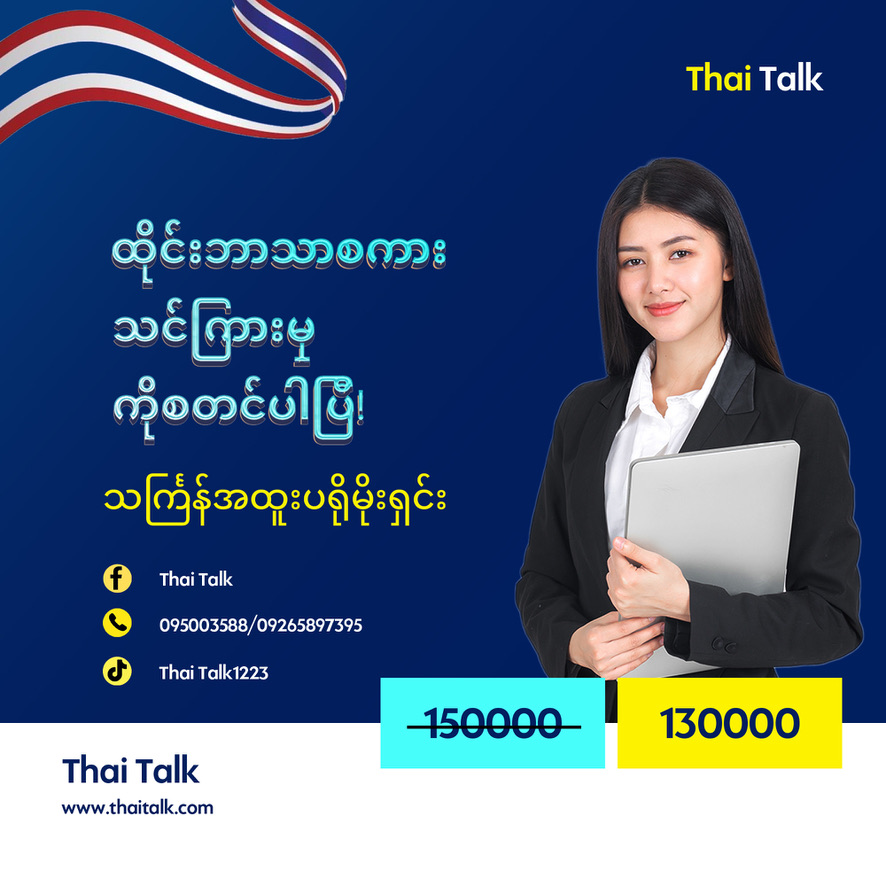 Thai Talk
ထိုင်းဘာသာစကား
သင်ကြားမှု
ကိုစတင်ပါပြီ!
သင်္ကြန်အထူးပရိုမိုးရှင်း
Thai Talk
095003588/09265897395
Thai Talk1223
150000
130000
Thai Talk
www.thaitalk.com